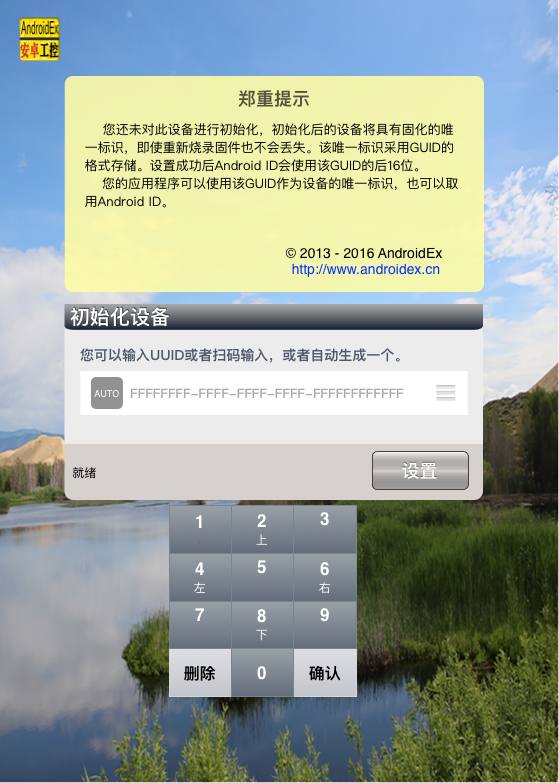 AndroidEx
安卓工控
郑重提示
您还未对此设备进行初始化，初始化后的设备将具有固化的唯
一标识，即使重新烧录固件也不会丢失。该唯一标识采用GUID的
格式存储。设置成功后Android ID会使用该GUID的后16位。
您的应用程序可以使用该GUID作为设备的唯一标识，也可以取
用Android ID。
© 2013 - 2016 AndroidEx
http://www.androidex.cn
初始化设备
您可以输入UUID或者扫码输入，或者自动生成一个。
AUTO FFFFFFFF-FFFF-FFFF-FFFF-FFFFFFFFFFFF
就绪 设置
1 2 3
上
4 5 6
左 右
7 8 9
下
删除 0 确认